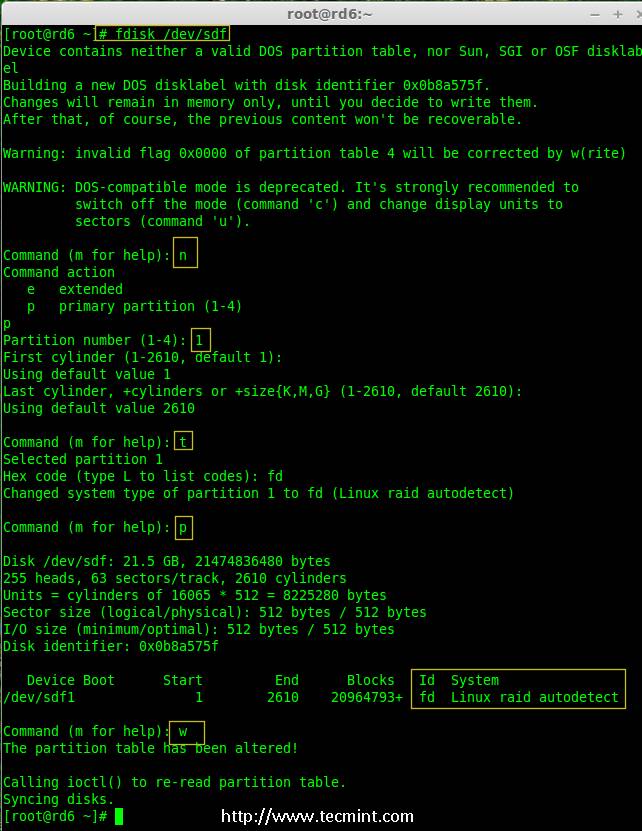 root@rd6:~
[root@rd6 ~]# fdisk /dev/sdf
Device contains neither a valid DOS partition table, nor Sun, SGI or OSF disklab
el
Building a new DOS disklabel with disk identifier 0x0b8a575f.
Changes will remain in memory only, until you decide to write them.
After that, of course, the previous content won't be recoverable.

Warning: invalid flag 0x0000 of partition table 4 will be corrected by w(rite)

WARNING: DOS-compatible mode is deprecated. It's strongly recommended to
         switch off the mode (command 'c') and change display units to
         sectors (command 'u').

Command (m for help): n
Command action
   e   extended
   p   primary partition (1-4)
p
Partition number (1-4): 1
First cylinder (1-2610, default 1):
Using default value 1
Last cylinder, +cylinders or +size{K,M,G} (1-2610, default 2610):
Using default value 2610

Command (m for help): t
Selected partition 1
Hex code (type L to list codes): fd
Changed system type of partition 1 to fd (Linux raid autodetect)

Command (m for help): p

Disk /dev/sdf: 21.5 GB, 21474836480 bytes
255 heads, 63 sectors/track, 2610 cylinders
Units = cylinders of 16065 * 512 = 8225280 bytes
Sector size (logical/physical): 512 bytes / 512 bytes
I/O size (minimum/optimal): 512 bytes / 512 bytes
Disk identifier: 0x0b8a575f

   Device Boot      Start         End      Blocks   Id  System
/dev/sdf1               1        2610    20964793+  fd  Linux raid autodetect

Command (m for help): w
The partition table has been altered!

Calling ioctl() to re-read partition table.
Syncing disks.
[root@rd6 ~]#
http://www.tecmint.com